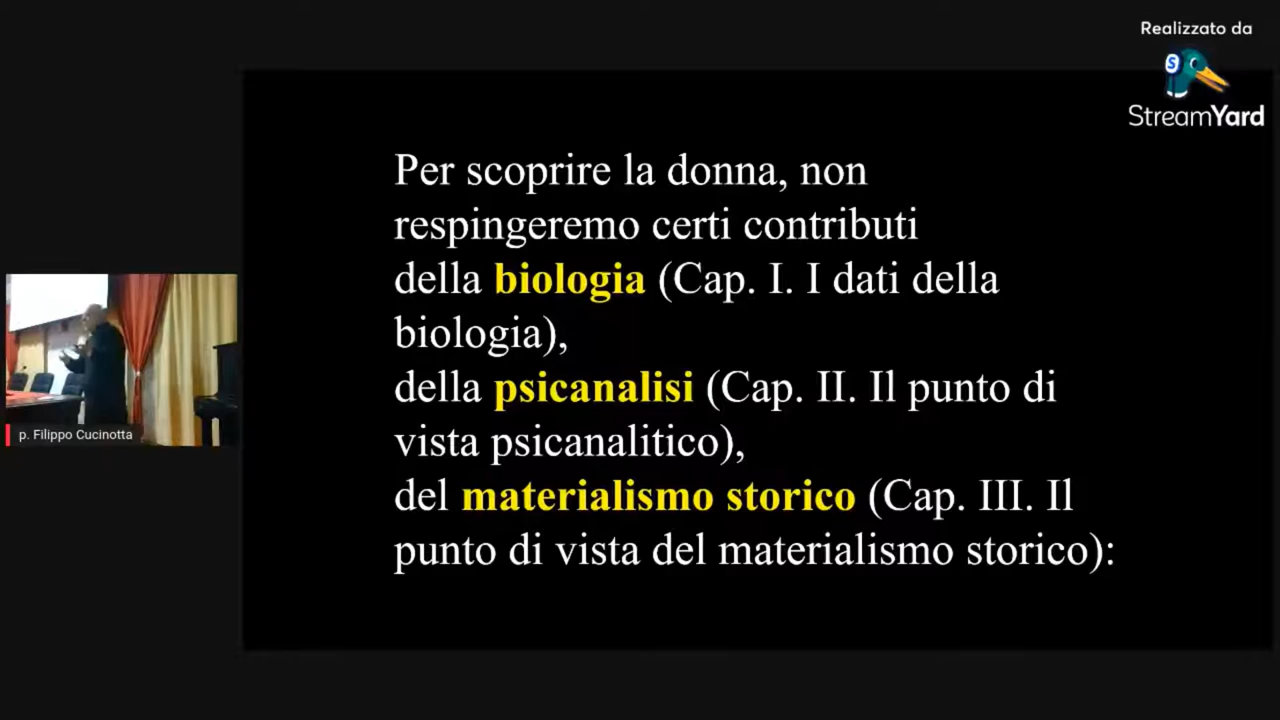 Realizzato da
StreamYard
Per scoprire la donna, non
respingeremo certi contributi
della biologia (Cap. I. I dati della
biologia),
della psicanalisi (Cap. II. Il punto di
vista psicanalitico),
del materialismo storico (Cap. III. Il
punto di vista del materialismo storico):
p. Filippo Cucinotta